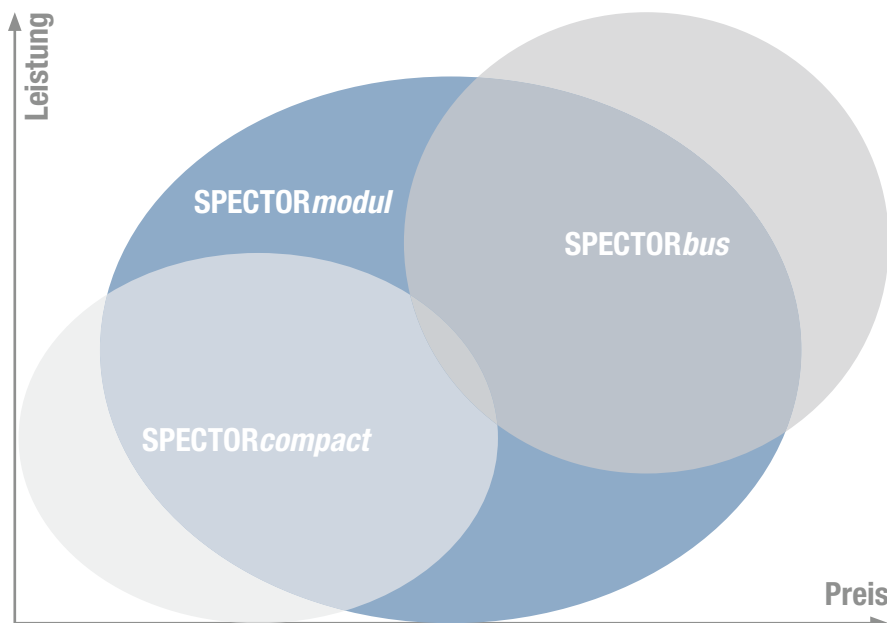 Leistung
SPECTORmodul
SPECTORbus
SPECTORcompact
Preis